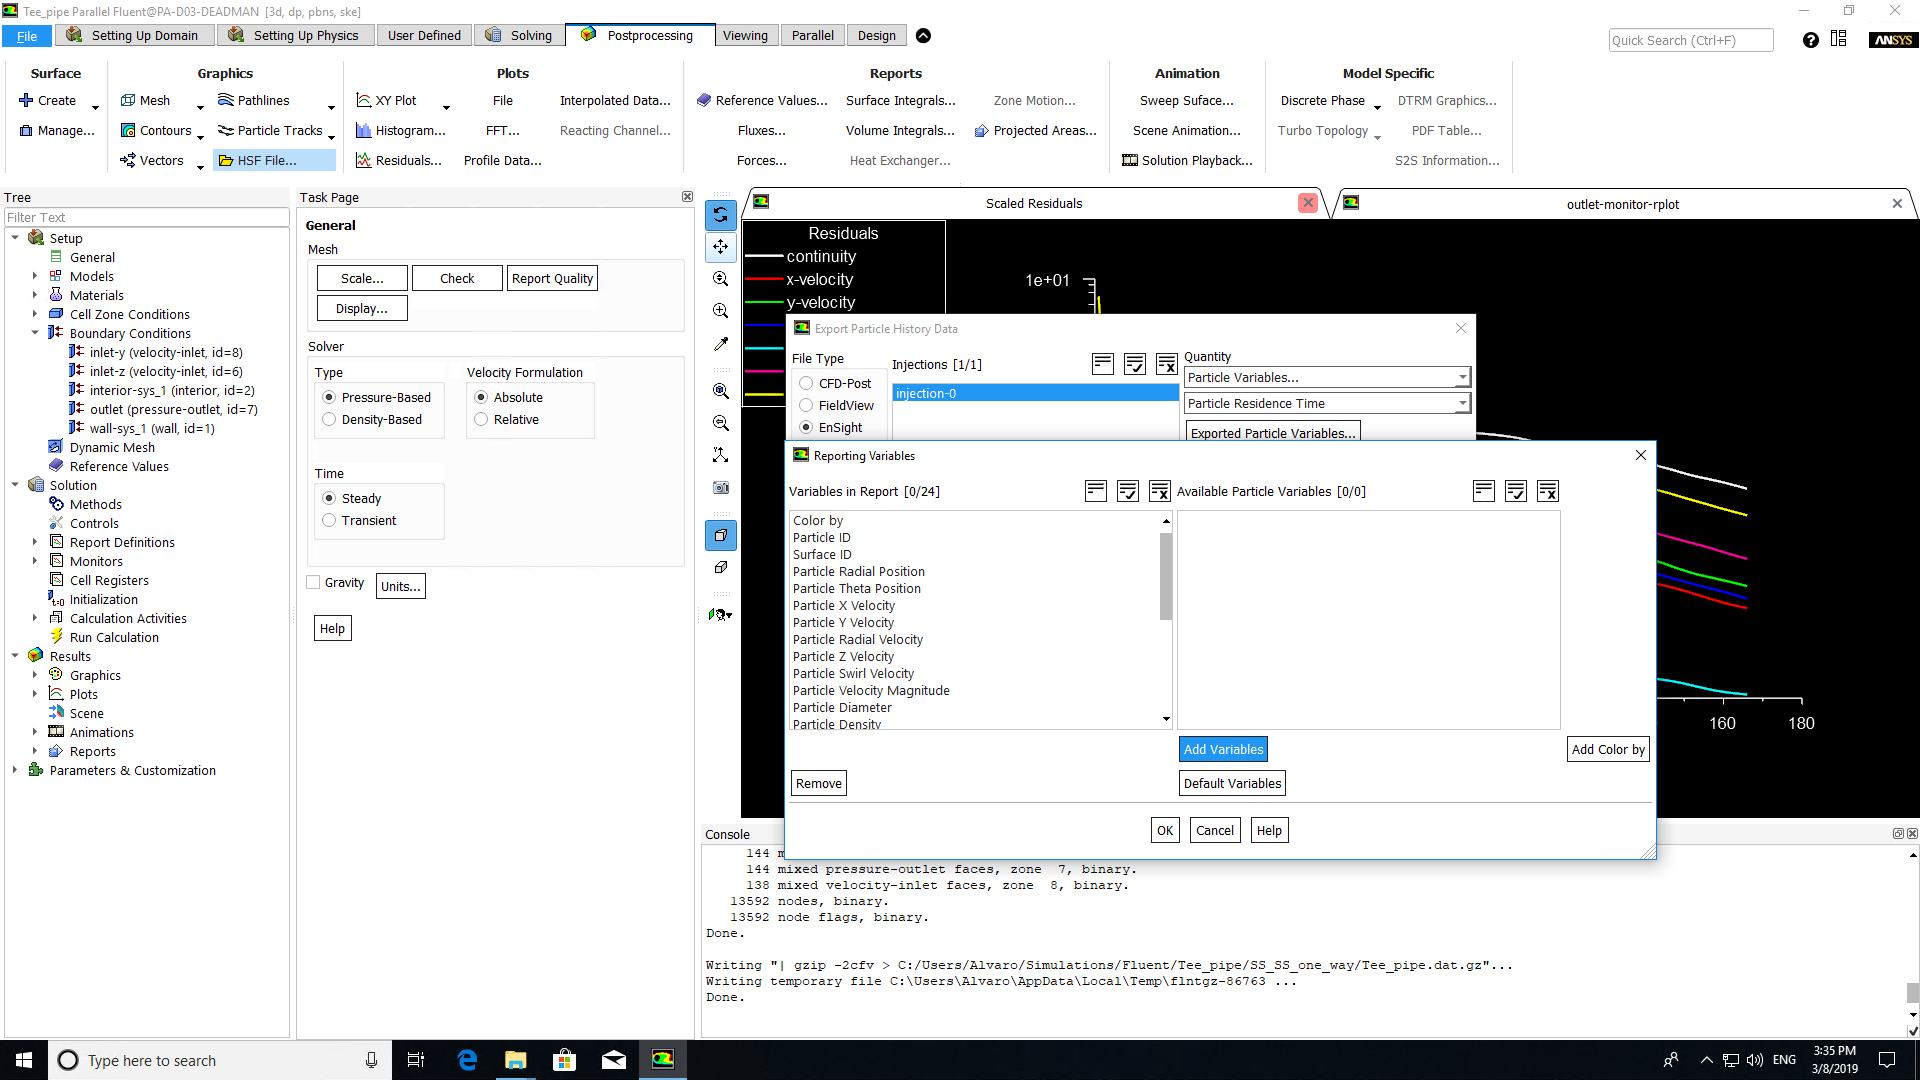 Tee_pipe Parallel Fluent@PA-D03-DEADMAN [3d, dp, pbns, ske]
File
Setting Up Domain
Setting Up Physics
User Defined
Solving
Postprocessing
Viewing
Parallel
Design
Quick Search (Ctrl+F)
ANSYS
Surface
Create
Manage...
Graphics
Mesh
Pathlines
Contours
Particle Tracks
Vectors
HSF File...
Plots
XY Plot
File
Interpolated Data...
Histogram...
FFT...
Reacting Channel...
Residuals...
Profile Data...
Reports
Reference Values...
Surface Integrals...
Zone Motion...
Fluxes...
Volume Integrals...
Projected Areas...
Forces...
Heat Exchanger...
Animation
Sweep Suface...
Scene Animation...
Solution Playback...
Model Specific
Discrete Phase
DTRM Graphics...
Turbo Topology
PDF Table...
S2S Information...
Tree
Filter Text
Setup
General
Models
Materials
Cell Zone Conditions
Boundary Conditions
inlet-y (velocity-inlet, id=8)
inlet-z (velocity-inlet, id=6)
interior-sys_1 (interior, id=2)
outlet (pressure-outlet, id=7)
wall-sys_1 (wall, id=1)
Dynamic Mesh
Reference Values
Solution
Methods
Controls
Report Definitions
Monitors
Cell Registers
t=0 Initialization
Calculation Activities
Run Calculation
Results
Graphics
Plots
Scene
Animations
Reports
Parameters & Customization
Task Page
General
Mesh
Scale...
Check
Report Quality
Display...
Solver
Type
Pressure-Based
Density-Based
Velocity Formulation
Absolute
Relative
Time
Steady
Transient
Gravity
Units...
Help
Scaled Residuals
outlet-monitor-rplot
Residuals
continuity
x-velocity
y-velocity
1e+01
160
180
Export Particle History Data
File Type
CFD-Post
FieldView
EnSight
Injections [1/1]
injection-0
Quantity
Particle Variables...
Particle Residence Time
Exported Particle Variables...
Reporting Variables
Variables in Report [0/24]
Color by
Particle ID
Surface ID
Particle Radial Position
Particle Theta Position
Particle X Velocity
Particle Y Velocity
Particle Radial Velocity
Particle Z Velocity
Particle Swirl Velocity
Particle Velocity Magnitude
Particle Diameter
Particle Density
Available Particle Variables [0/0]
Add Variables
Add Color by
Remove
Default Variables
OK
Cancel
Help
Console
144 m
144 mixed pressure-outlet faces, zone  7, binary.
138 mixed velocity-inlet faces, zone  8, binary.
13592 nodes, binary.
13592 node flags, binary.
Done.
Writing "| gzip -2cfv > C:/Users/Alvaro/Simulations/Fluent/Tee_pipe/SS_SS_one_way/Tee_pipe.dat.gz"...
Writing temporary file C:\Users\Alvaro\AppData\Local\Temp\flntgz-86763 ...
Done.
Type here to search
ENG
3:35 PM
3/8/2019